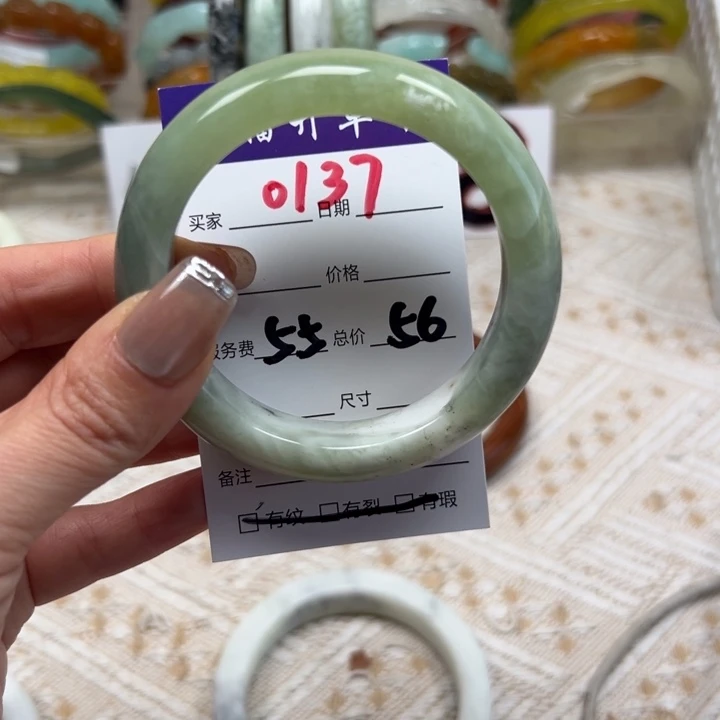 0137
买家 日期
价格
务费 55 总价 56
尺寸
备注
有纹 有裂 有瑕